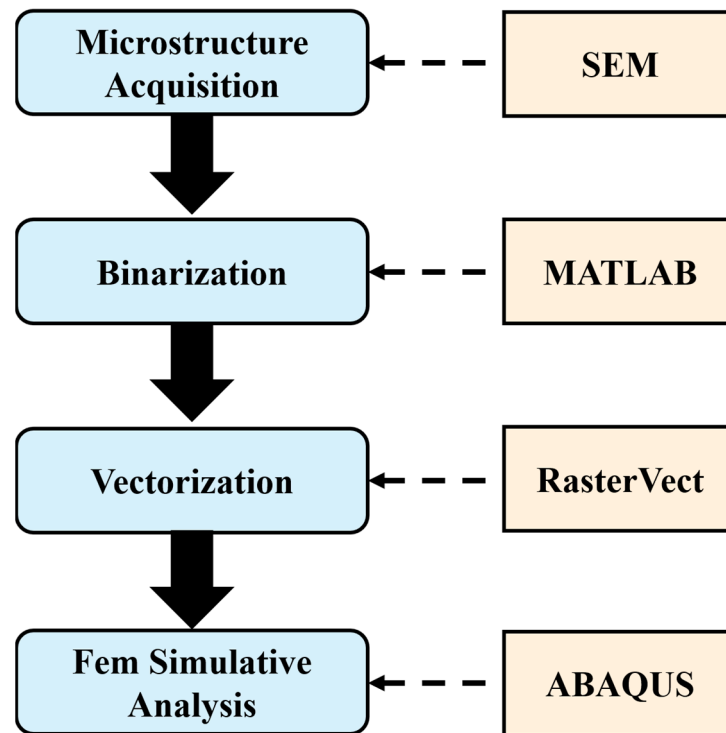 Microstructure
Acquisition
SEM
Binarization
MATLAB
Vectorization
RasterVect
Fem Simulative
Analysis
ABAQUS